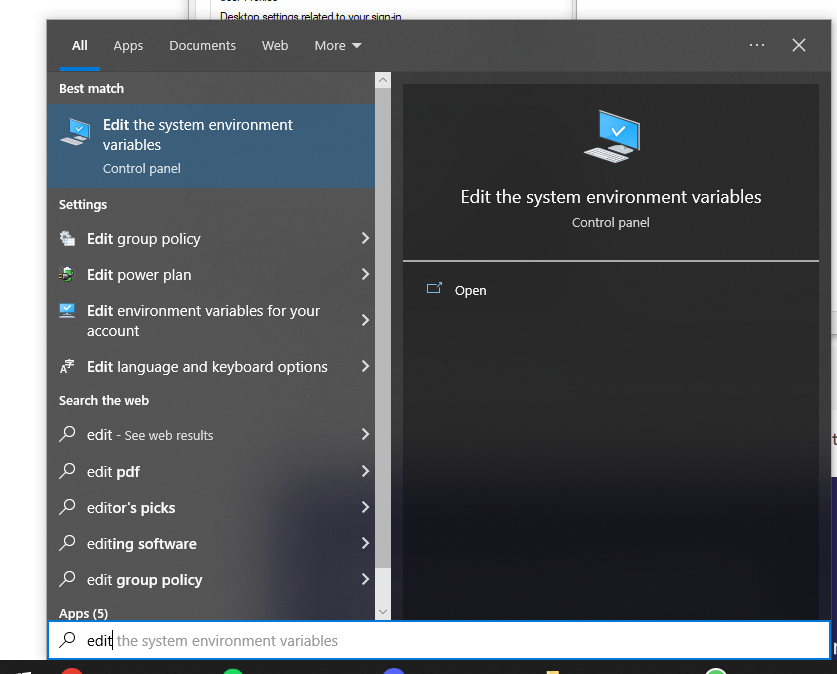 Desktop settings related to your sign-in
All Apps Documents Web More
Best match
Edit the system environment
variables
Control panel
Settings
Edit group policy
Edit power plan
Edit environment variables for your
account
Edit language and keyboard options
Search the web
edit - See web results
edit pdf
editor's picks
editing software
edit group policy
Apps (5)
Edit the system environment variables
Control panel
Open
edit the system environment variables